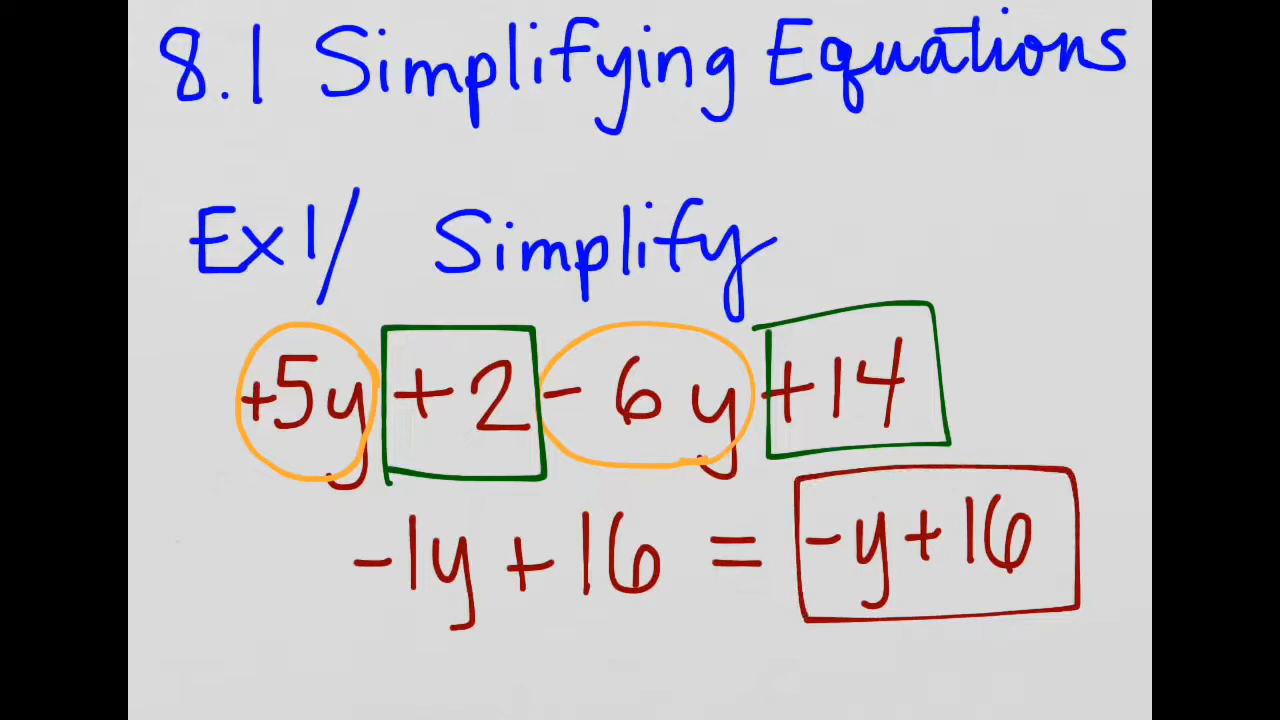 8.1 Simplifying Equations
Ex1/ Simplify
+5y + 2 - 6y + 14
-1y + 16 = -y + 16